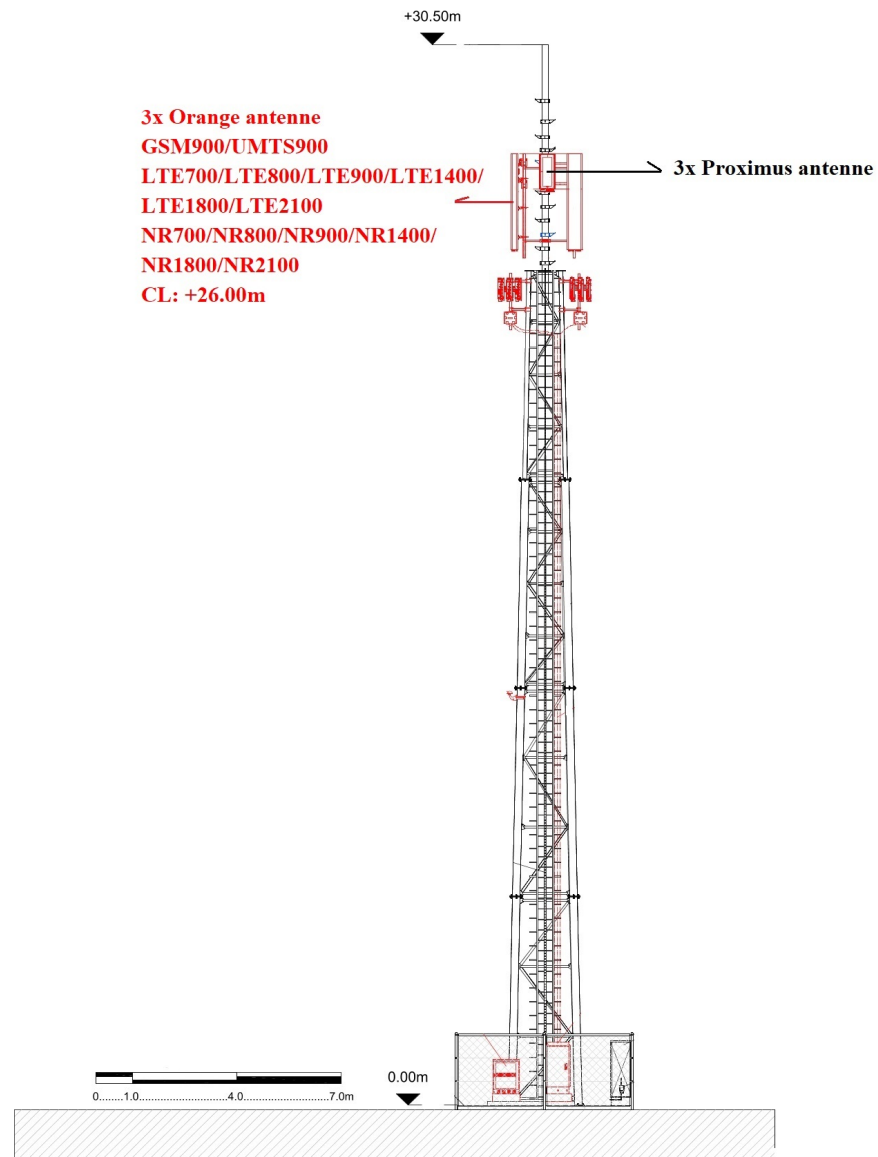 +30.50m
3x Orange antenne
GSM900/UMTS900
LTE700/LTE800/LTE900/LTE1400/
LTE1800/LTE2100
NR700/NR800/NR900/NR1400/
NR1800/NR2100
CL: +26.00m
3x Proximus antenne
0.00m
0.......1.0..............................4.0.............................7.0m